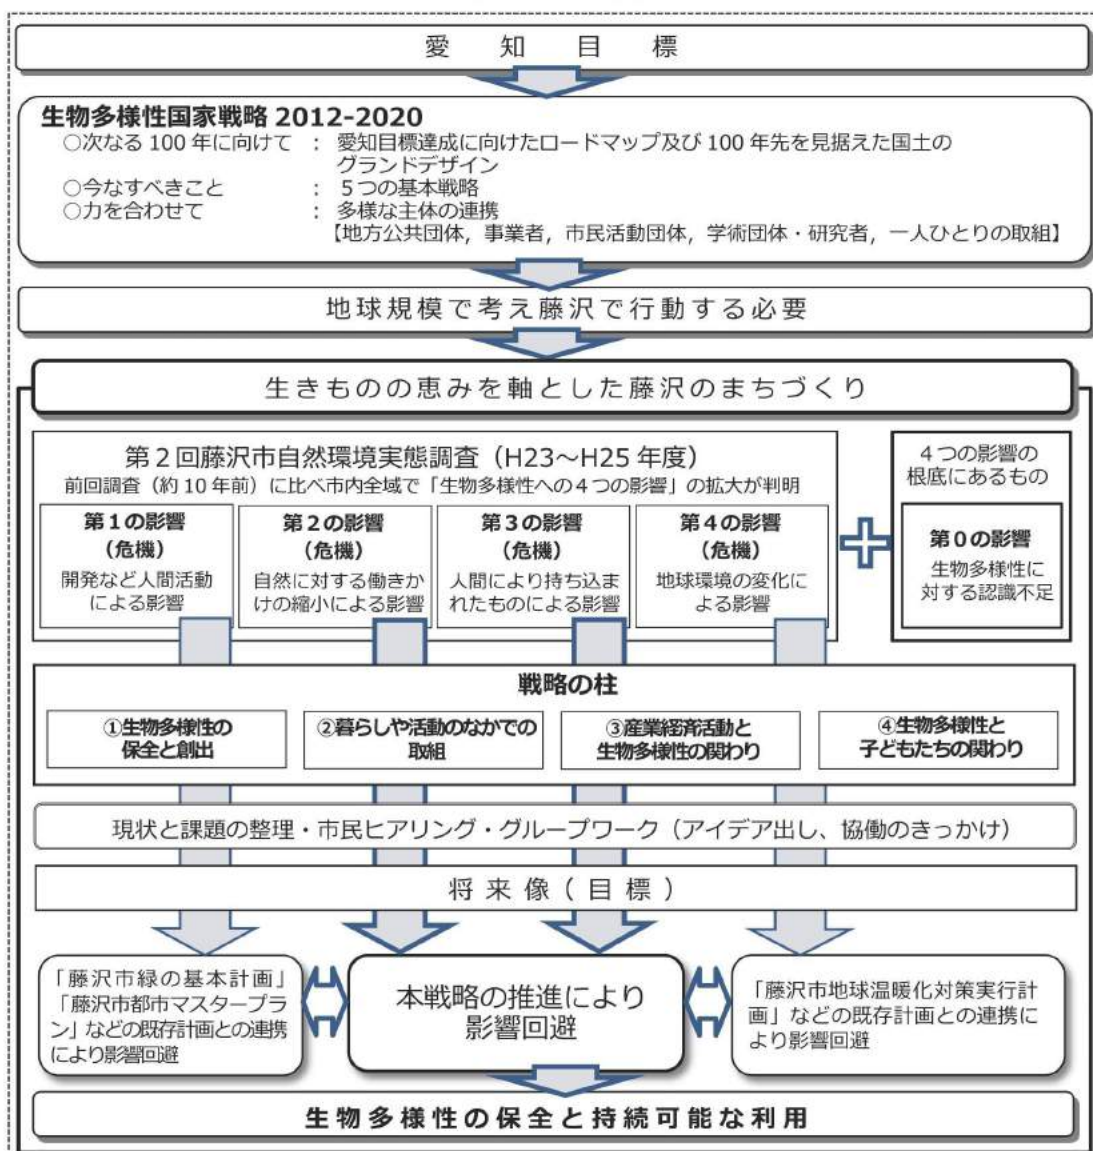 愛知目標
生物多様性国家戦略 2012-2020
○次なる 100 年に向けて : 愛知目標達成に向けたロードマップ及び 100 年先を見据えた国土の
グランドデザイン
○今なすべきこと : 5つの基本戦略
○力を合わせて : 多様な主体の連携
【地方公共団体，事業者，市民活動団体，学術団体・研究者，一人ひとりの取組】
地球規模で考え藤沢で行動する必要
生きものの恵みを軸とした藤沢のまちづくり
第２回藤沢市自然環境実態調査（H23～H25 年度）
前回調査（約 10 年前）に比べ市内全域で「生物多様性への４つの影響」の拡大が判明
第１の影響
（危機）
開発など人間活動
による影響
第２の影響
（危機）
自然に対する働きか
けの縮小による影響
第３の影響
（危機）
人間により持ち込ま
れたものによる影響
第４の影響
（危機）
地球環境の変化に
よる影響
４つの影響の
根底にあるもの
第０の影響
生物多様性に
対する認識不足
戦略の柱
①生物多様性の
保全と創出
②暮らしや活動のなかでの
取組
③産業経済活動と
生物多様性の関わり
④生物多様性と
子どもたちの関わり
現状と課題の整理・市民ヒアリング・グループワーク（アイデア出し、協働のきっかけ）
将来像（目標）
「藤沢市緑の基本計画」
「藤沢市都市マスタープラ
ン」などの既存計画との連携
により影響回避
本戦略の推進により
影響回避
「藤沢市地球温暖化対策実行計
画」などの既存計画との連携に
より影響回避
生物多様性の保全と持続可能な利用